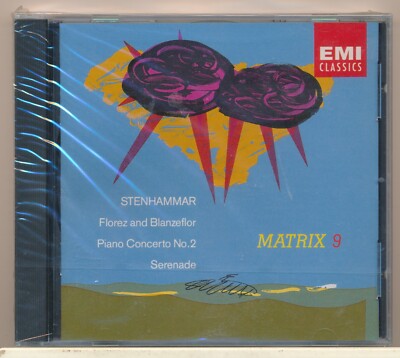 EMI
CLASSICS
STENHAMMAR
Florez and Blanzeflor
Piano Concerto No.2
MATRIX 9
Serenade